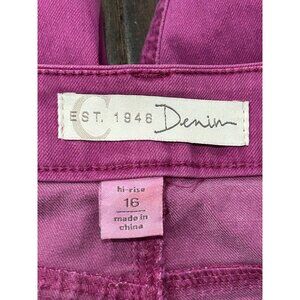 C
EST. 1946 Denim
hi-rise
16
made in
china